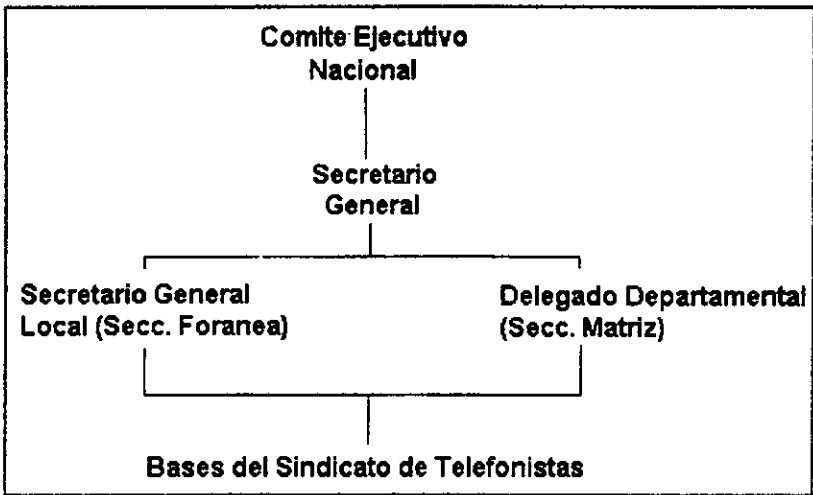 Comite Ejecutivo
Nacional
Secretario
General
Secretario General
Local (Secc. Foranea)
Delegado Departamental
(Secc. Matriz)
Bases del Sindicato de Telefonistas